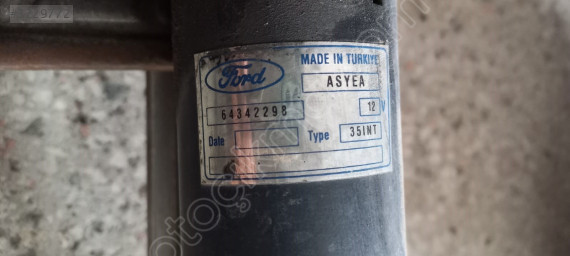 Ford
MADE IN TURKIYE
ASYEA
64342298
12 V
Date
Type
35INT